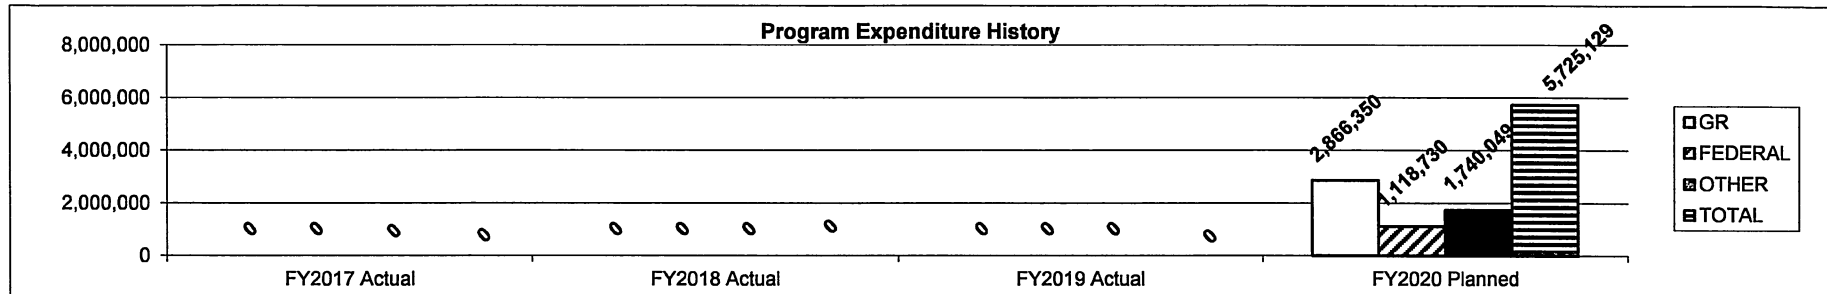 Program Expenditure History
8,000,000
6,000,000
4,000,000
2,000,000
0
0 0 0 0
0 0 0 0
0 0 0 0
2,866,350
1,118,730
1,740,049
5,725,129
FY2017 Actual
FY2018 Actual
FY2019 Actual
FY2020 Planned
GR
FEDERAL
OTHER
TOTAL